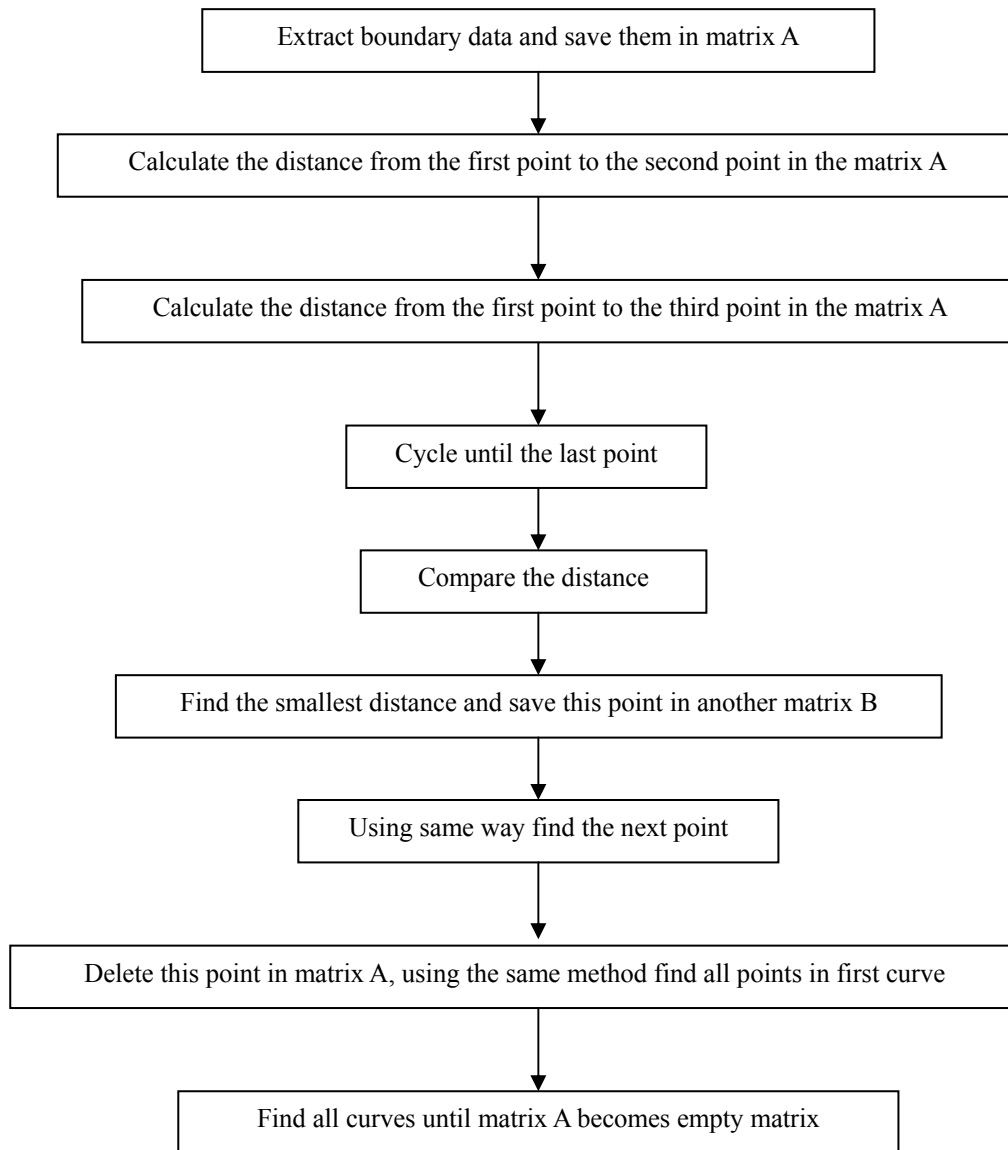 Extract boundary data and save them in matrix A
Calculate the distance from the first point to the second point in the matrix A
Calculate the distance from the first point to the third point in the matrix A
Cycle until the last point
Compare the distance
Find the smallest distance and save this point in another matrix B
Using same way find the next point
Delete this point in matrix A, using the same method find all points in first curve
Find all curves until matrix A becomes empty matrix